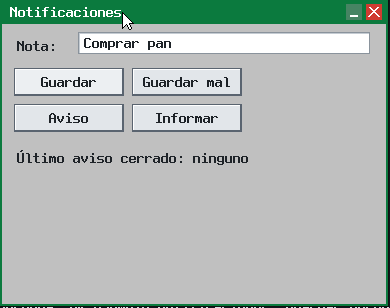 Notificaciones
Nota: Comprar pan
Guardar Guardar mal
Aviso Informar
Último aviso cerrado: ninguno